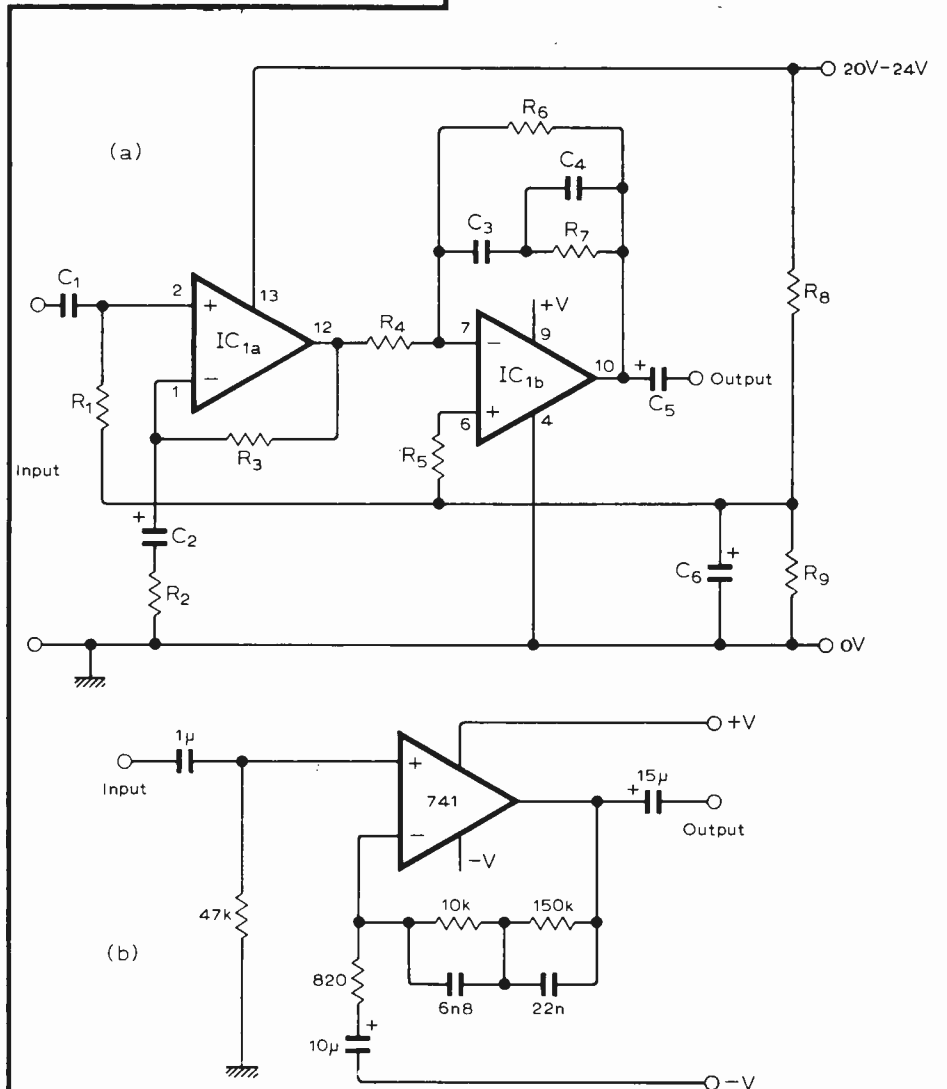 20V-24V
(a)
R6
C4
C3
R7
C1
2
+
13
IC1a
12
R4
+V
7
−
9
IC1b
10
+
C5
Output
R8
−
1
R1
R3
6
+
4
R5
Input
+
C2
C6
+
R9
R2
0V
1μ
Input
+
741
−
+V
+
15μ
Output
−V
47k
10k
150k
(b)
820
6n8
22n
10μ
+
−V